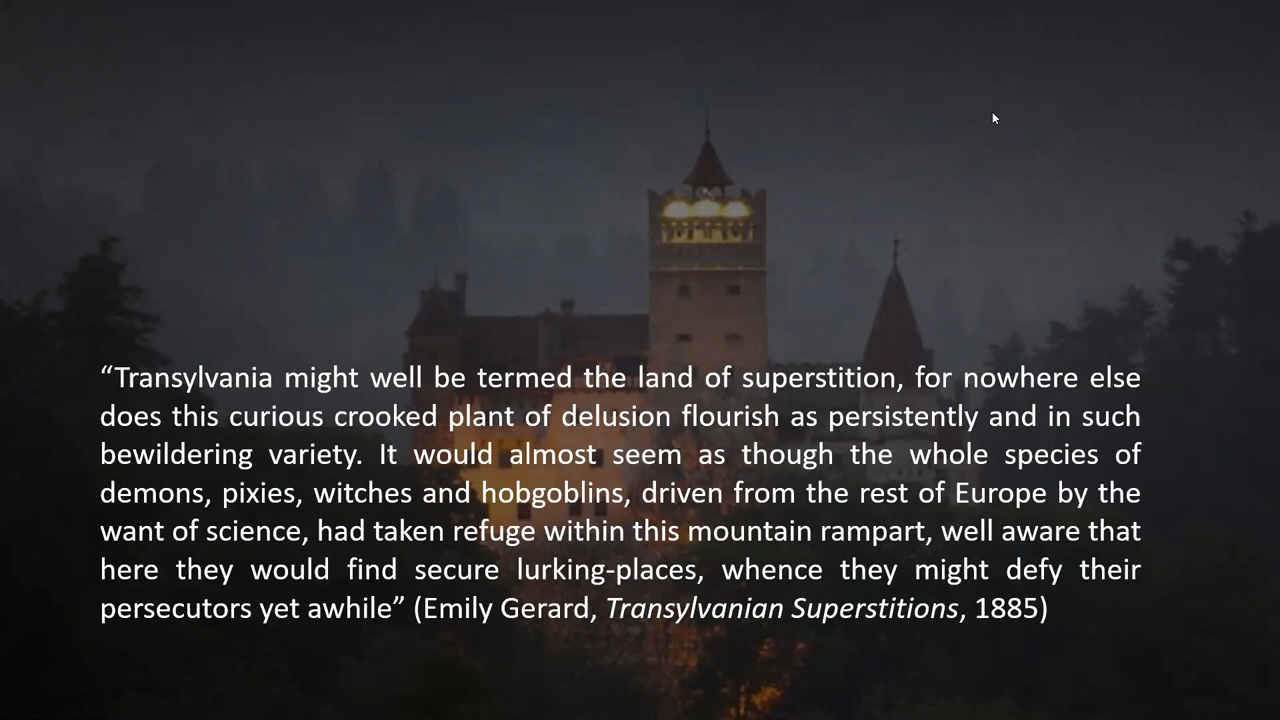 “Transylvania might well be termed the land of superstition, for nowhere else
does this curious crooked plant of delusion flourish as persistently and in such
bewildering variety. It would almost seem as though the whole species of
demons, pixies, witches and hobgoblins, driven from the rest of Europe by the
want of science, had taken refuge within this mountain rampart, well aware that
here they would find secure lurking-places, whence they might defy their
persecutors yet awhile” (Emily Gerard, Transylvanian Superstitions, 1885)